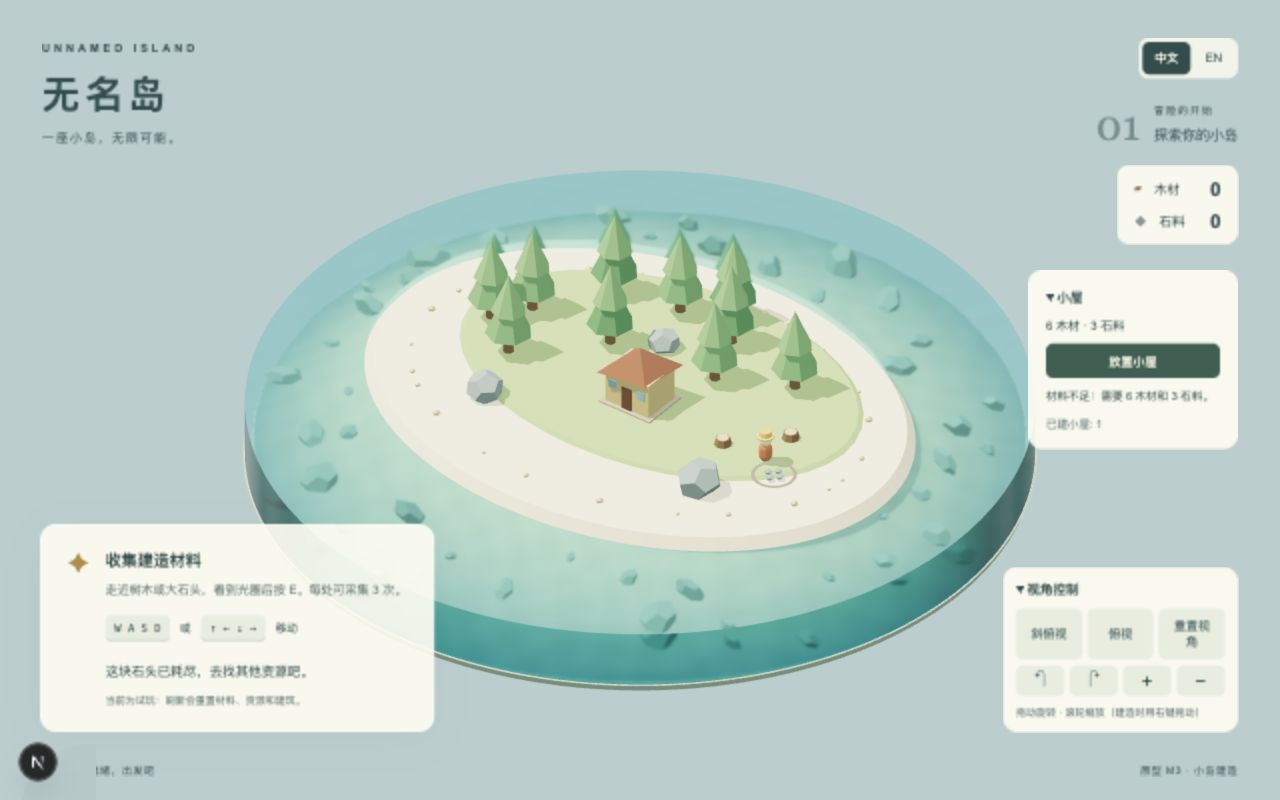 UNNAMED ISLAND
无名岛
一座小岛，无限可能。
中文 EN
01
冒险的开始
探索你的小岛
木材 0
石料 0
▼小屋
6 木材 · 3 石料
放置小屋
材料不足：需要 6 木材和 3 石料。
已建小屋: 1
收集建造材料
走近树木或大石头，看到光圈后按 E。每处可采集 3 次。
W A S D 或 ↑ ← ↓ → 移动
这块石头已耗尽，去找其他资源吧。
当前为试玩：刷新会重置材料、资源和建筑。
▼视角控制
斜俯视 俯视 重置视角
+ −
拖动旋转 · 滚轮缩放（建造时用右键拖动）
N
绪，出发吧
原型 M3 · 小岛建造